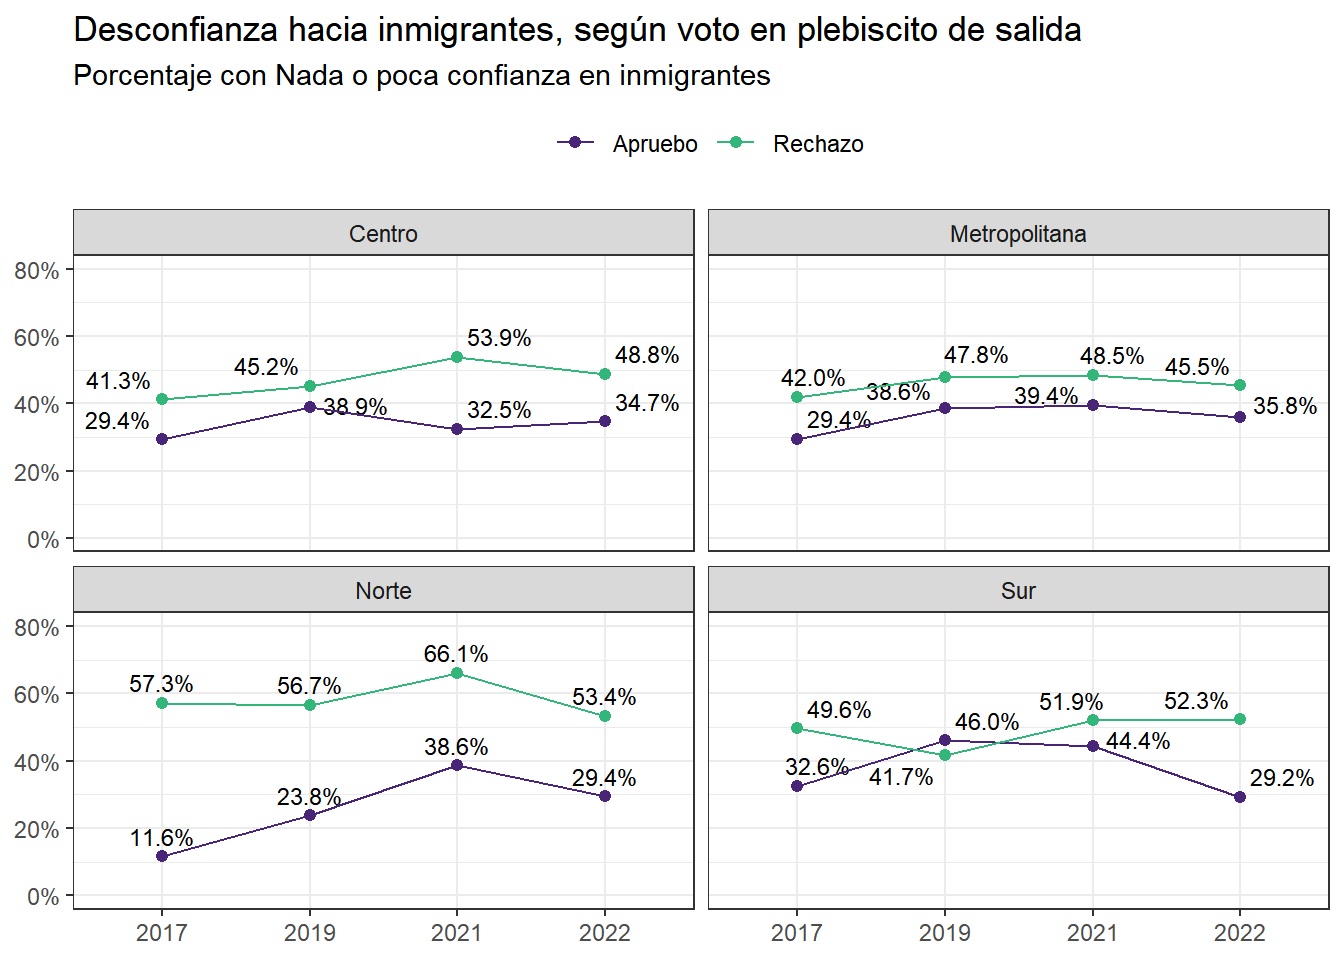 Desconfianza hacia inmigrantes, según voto en plebiscito de salida
Porcentaje con Nada o poca confianza en inmigrantes
Apruebo Rechazo
Centro Metropolitana
80%
60%
40%
20%
0%
41.3% 45.2% 53.9% 48.8%
29.4% 38.9% 32.5% 34.7%
42.0% 47.8% 48.5% 45.5%
29.4% 38.6% 39.4% 35.8%
Norte Sur
80%
60%
40%
20%
0%
57.3% 56.7% 66.1% 53.4%
11.6% 23.8% 38.6% 29.4%
49.6% 41.7% 51.9% 52.3%
32.6% 46.0% 44.4% 29.2%
2017 2019 2021 2022 2017 2019 2021 2022